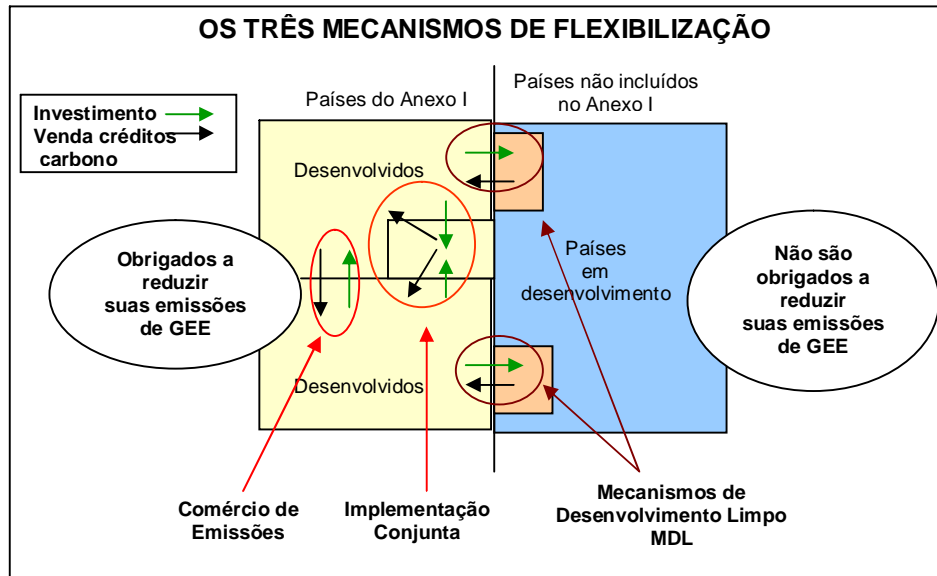 OS TRÊS MECANISMOS DE FLEXIBILIZAÇÃO
Investimento
Venda créditos
carbono
Países do Anexo I
Países não incluídos
no Anexo I
Desenvolvidos
Obrigados a
reduzir
suas emissões
de GEE
Países
em
desenvolvimento
Não são
obrigados a
reduzir
suas emissões
de GEE
Desenvolvidos
Comércio de
Emissões
Implementação
Conjunta
Mecanismos de
Desenvolvimento Limpo
MDL